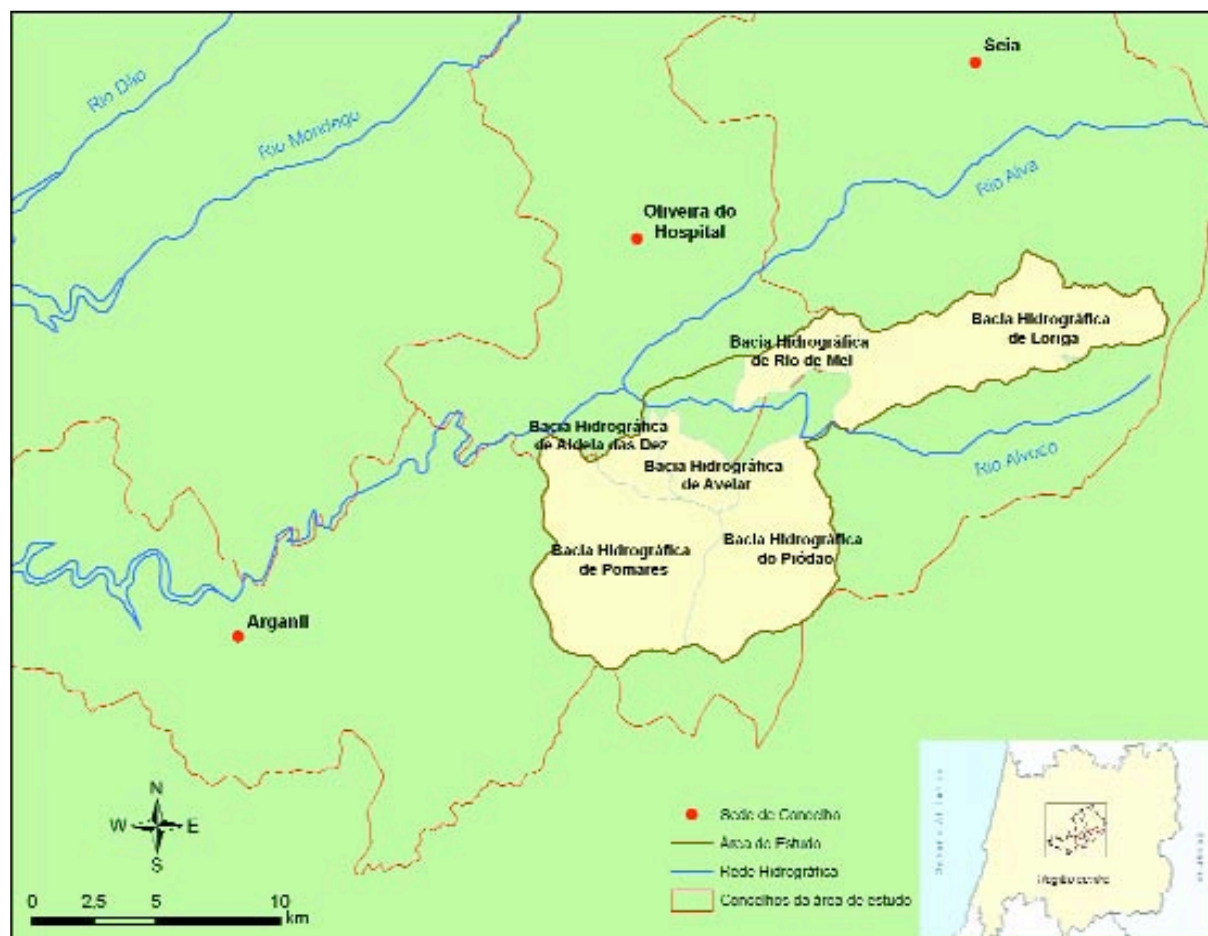 Seia
Rio Dão
Rio Mondego
Rio Alva
Oliveira do
Hospital
Bacia Hidrográfica
de Loriga
Bacia Hidrográfica
de Rio de Mel
Bacia Hidrográfica
de Aldeia das Dez
Rio Alvoco
Bacia Hidrográfica
de Avelar
Bacia Hidrográfica
do Piódão
Bacia Hidrográfica
de Pomares
Arganil
N
W E
S
Sede de Concelho
Área de Estudo
Rede Hidrográfica
Concelhos da área de estudo
0 2,5 5 10
km
Região centro